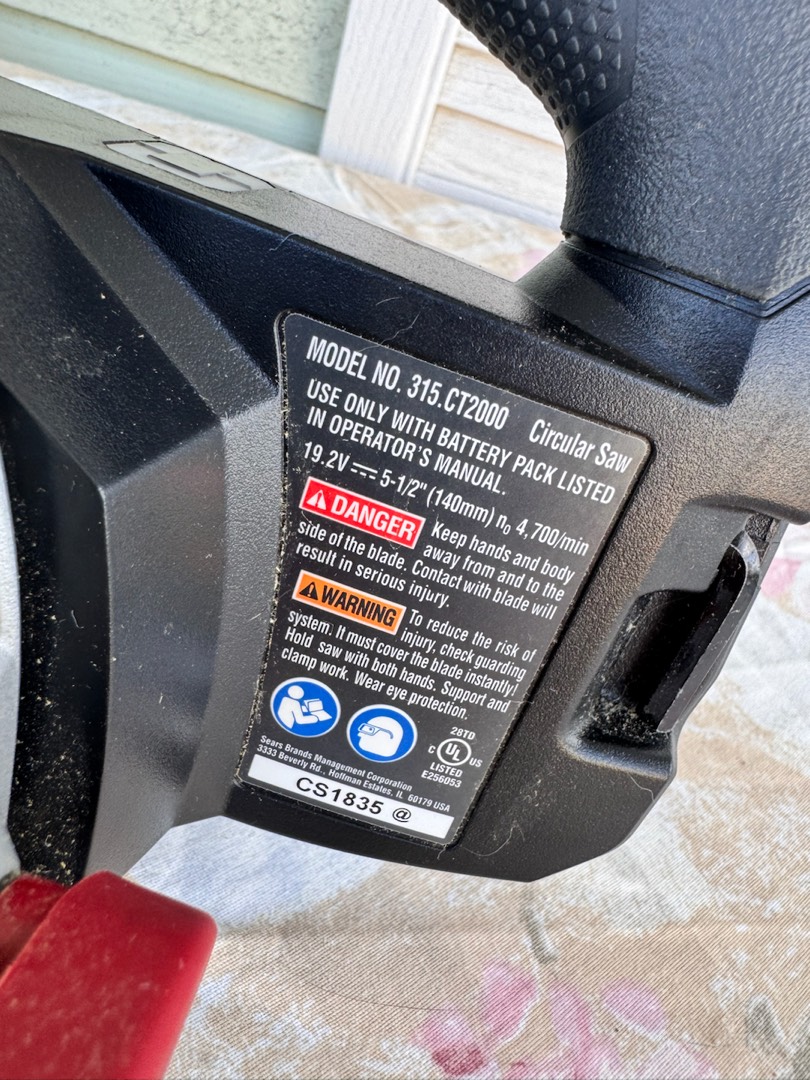 MODEL NO. 315.CT2000 Circular Saw
USE ONLY WITH BATTERY PACK LISTED
IN OPERATOR'S MANUAL.
19.2V ⎓ 5-1/2" (140mm) n₀ 4,700/min
⚠ DANGER Keep hands and body
away from and to the
side of the blade. Contact with blade will
result in serious injury.
⚠ WARNING To reduce the risk of
injury, check guarding
system. It must cover the blade instantly!
Hold saw with both hands. Support and
clamp work. Wear eye protection.
28TD
C UL US
LISTED
E256053
Sears Brands Management Corporation
3333 Beverly Rd., Hoffman Estates, IL 60179 USA
CS1835 @